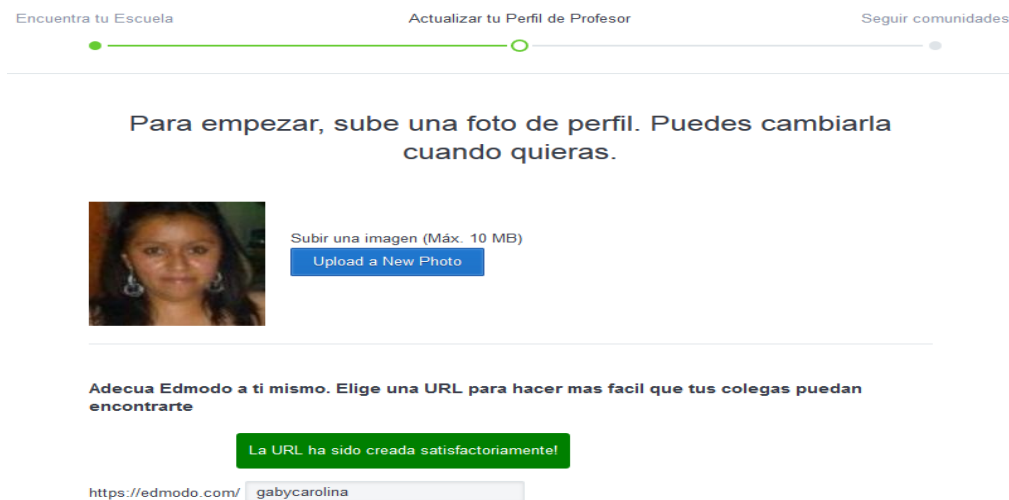 Encuentra tu Escuela
Actualizar tu Perfil de Profesor
Seguir comunidades
Para empezar, sube una foto de perfil. Puedes cambiarla
cuando quieras.
Subir una imagen (Máx. 10 MB)
Upload a New Photo
Adecua Edmodo a ti mismo. Elige una URL para hacer mas facil que tus colegas puedan
encontrarte
La URL ha sido creada satisfactoriamente!
https://edmodo.com/ gabycarolina